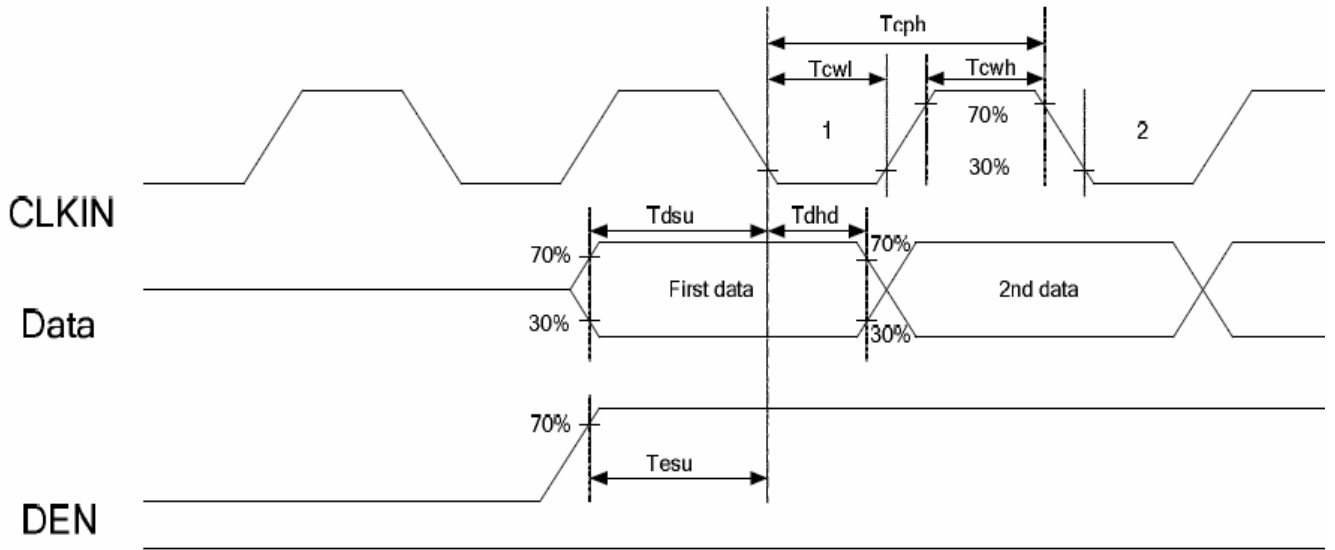 Tcph
Tcwl
Tcwh
1
70%
30%
2
CLKIN
Tdsu
Tdhd
70%
70%
First data
2nd data
30%
30%
Data
70%
Tesu
DEN